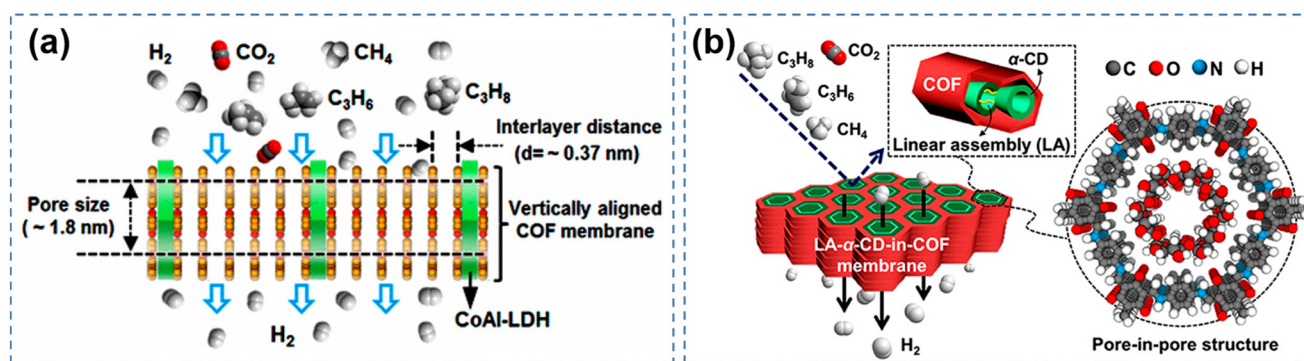 (a)
H2
CO2
CH4
C3H6
C3H8
Interlayer distance
(d= ~ 0.37 nm)
Pore size
( ~ 1.8 nm)
Vertically aligned
COF membrane
CoAl-LDH
H2
(b)
C3H8
CO2
C3H6
CH4
COF
α-CD
Linear assembly (LA)
C O N H
LA-α-CD-in-COF
membrane
H2
Pore-in-pore structure